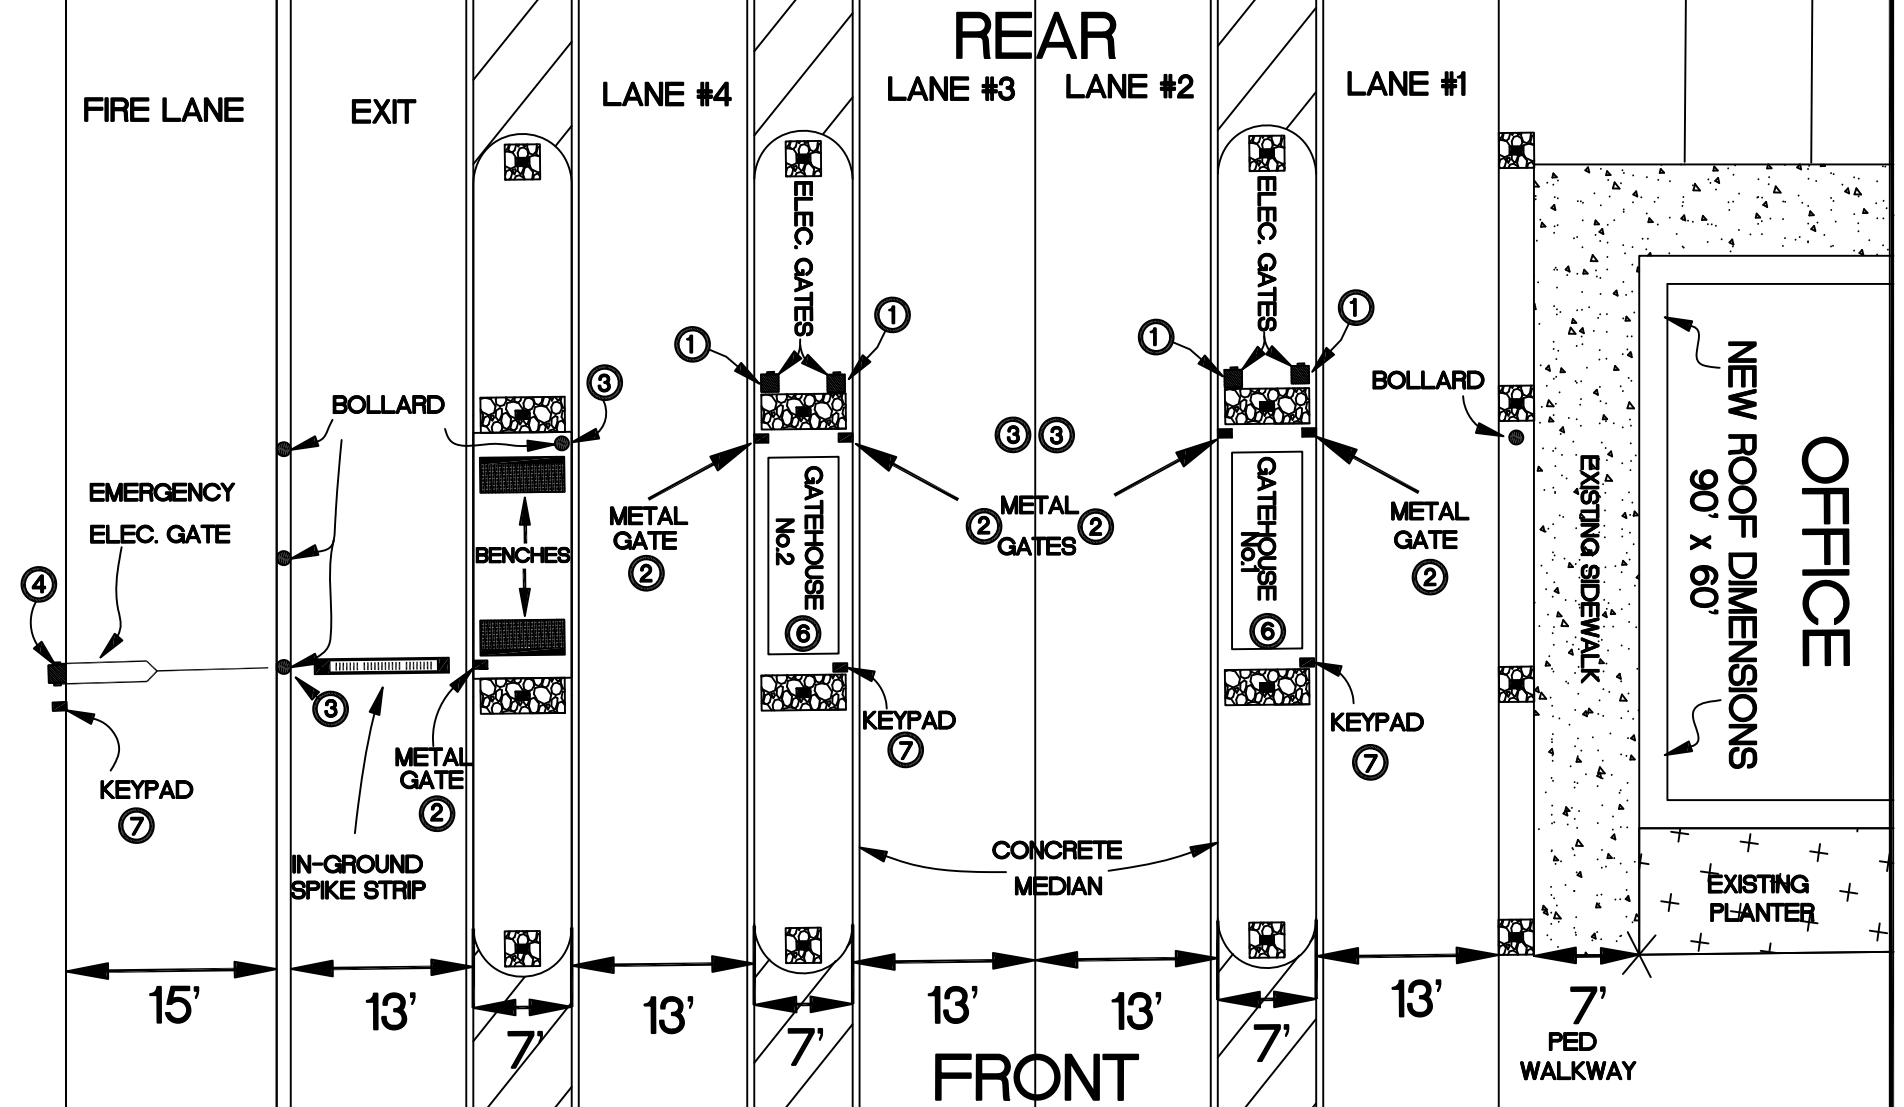 REAR
FIRE LANE
EXIT
LANE #4
LANE #3
LANE #2
LANE #1
ELEC. GATES
ELEC. GATES
1
1
1
1
BOLLARD
3
BOLLARD
3
3
EMERGENCY
ELEC. GATE
4
BENCHES
METAL
GATE
2
GATEHOUSE
No.2
6
METAL
2
2
GATES
GATEHOUSE
No.1
6
METAL
GATE
2
EXISTING SIDEWALK
NEW ROOF DIMENSIONS
90' x 60'
OFFICE
3
KEYPAD
7
METAL
GATE
2
KEYPAD
7
KEYPAD
7
IN-GROUND
SPIKE STRIP
CONCRETE
MEDIAN
EXISTING
PLANTER
15'
13'
7'
13'
7'
13'
13'
7'
13'
7'
PED
WALKWAY
FRONT